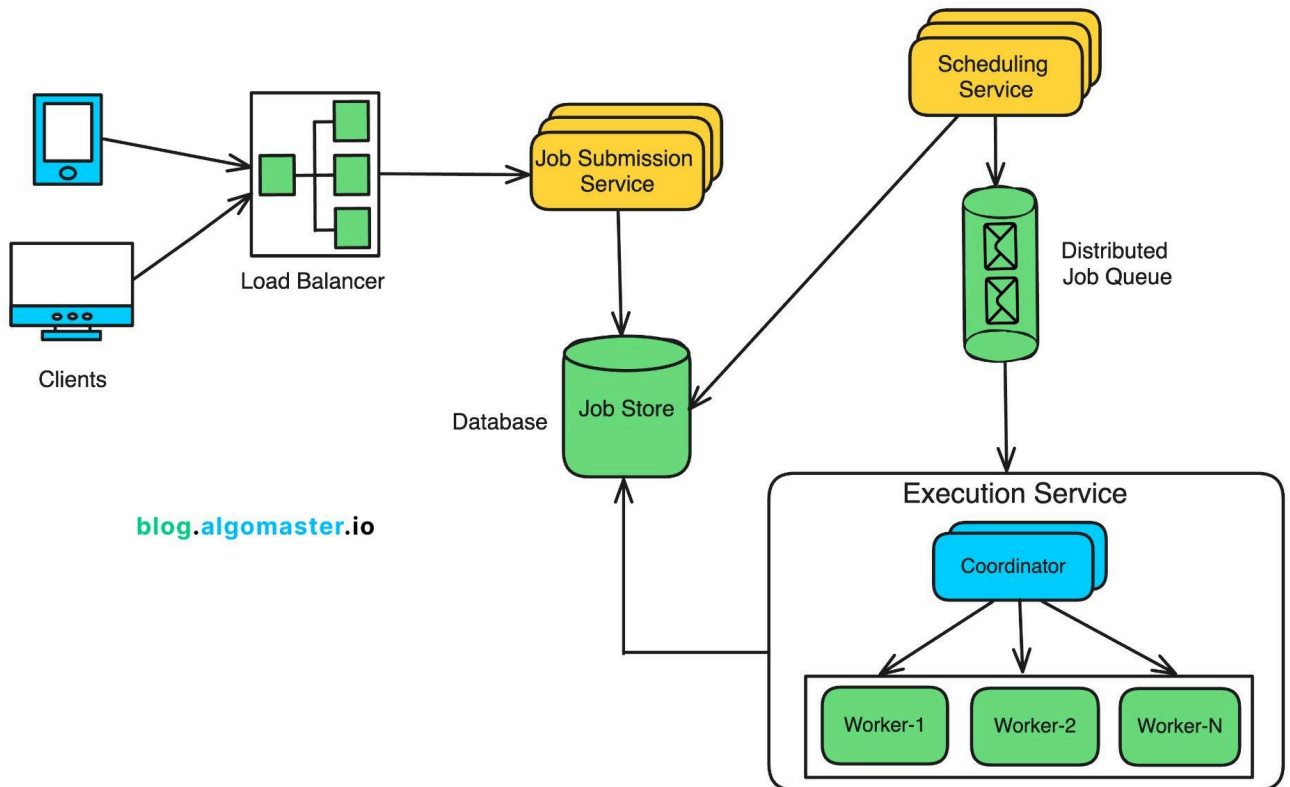 Scheduling
Service
Job Submission
Service
Load Balancer
Distributed
Job Queue
Clients
Database
Job Store
Execution Service
blog.algomaster.io
Coordinator
Worker-1
Worker-2
Worker-N